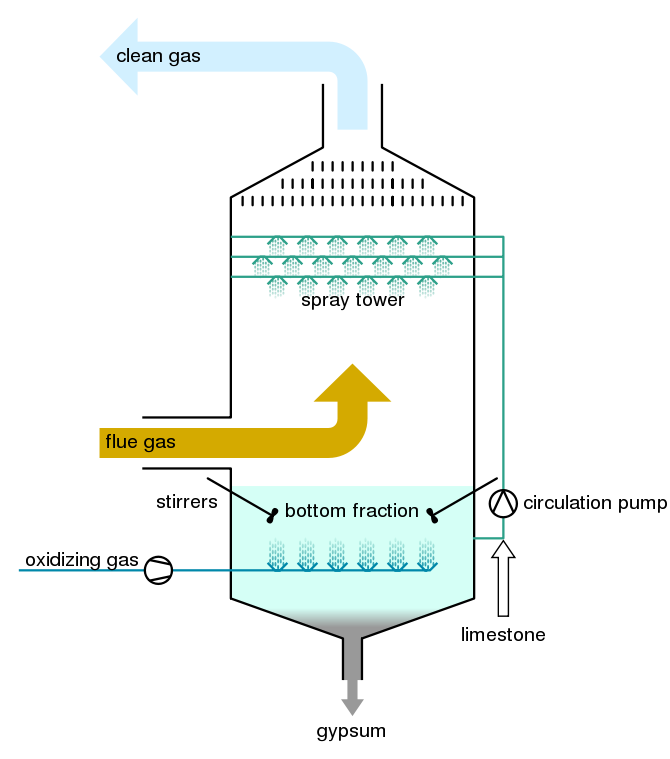 clean gas
spray tower
flue gas
stirrers
bottom fraction
circulation pump
oxidizing gas
limestone
gypsum